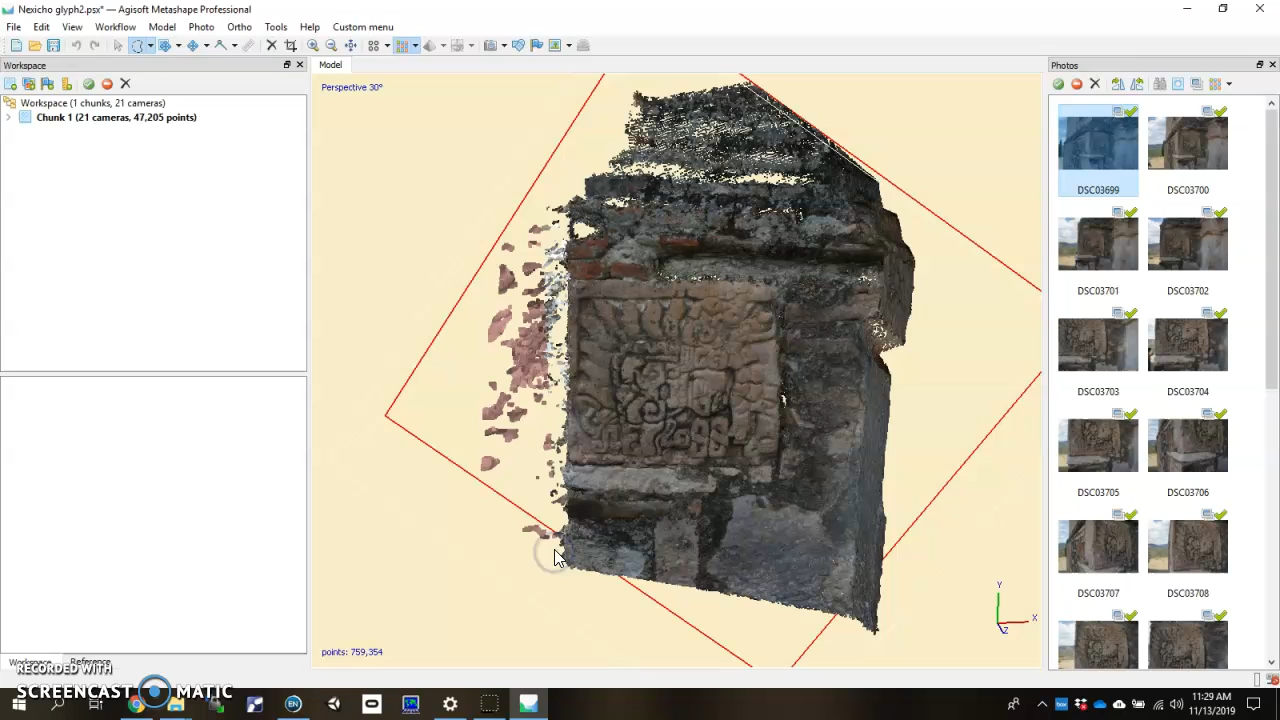 Nexicho glyph2.psx* — Agisoft Metashape Professional
File Edit View Workflow Model Photo Ortho Tools Help Custom menu
Workspace
Model
Photos
Workspace (1 chunks, 21 cameras)
Chunk 1 (21 cameras, 47,205 points)
Perspective 30°
DSC03699 DSC03700
DSC03701 DSC03702
DSC03703 DSC03704
DSC03705 DSC03706
DSC03707 DSC03708
Y
X
Z
points: 759,354
RECORDED WITH
SCREENCAST MATIC
EN
11:29 AM
11/13/2019